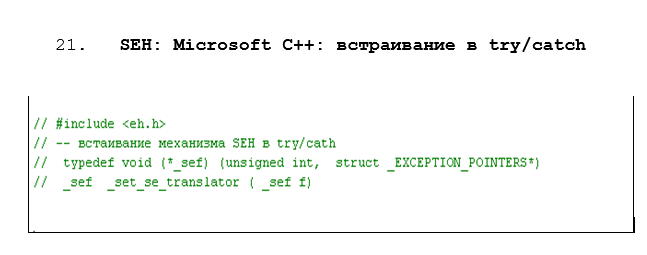 21. SEH: Microsoft C++: встраивание в try/catch
// #include <eh.h>
// -- встаивание механизма SEH в try/cath
// typedef void (*_sef) (unsigned int, struct _EXCEPTION_POINTERS*)
// _sef _set_se_translator ( _sef f)